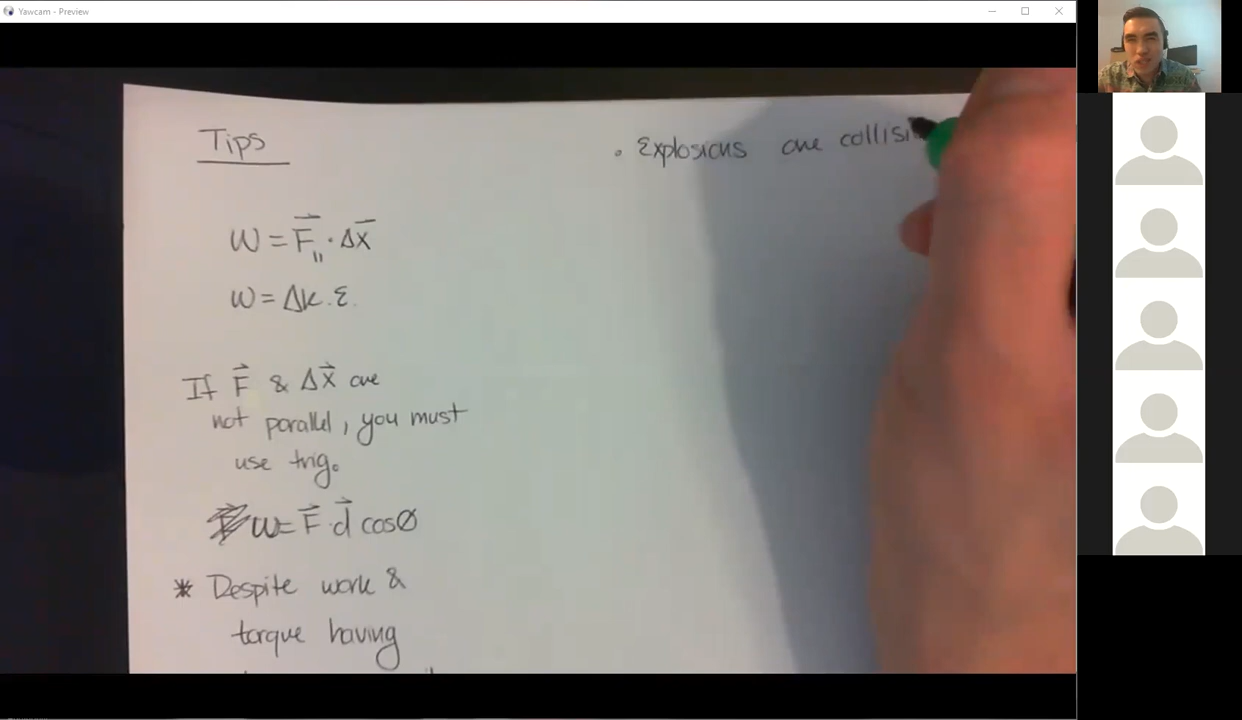 Yawcam - Preview
Tips
W = F⃗₁₁ · Δx⃗
W = ΔK.E.
If F⃗ & Δx⃗ are
not parallel, you must
use trig.
W = F⃗ · d⃗ cosØ
* Despite work &
torque having
• Explosions are collisi